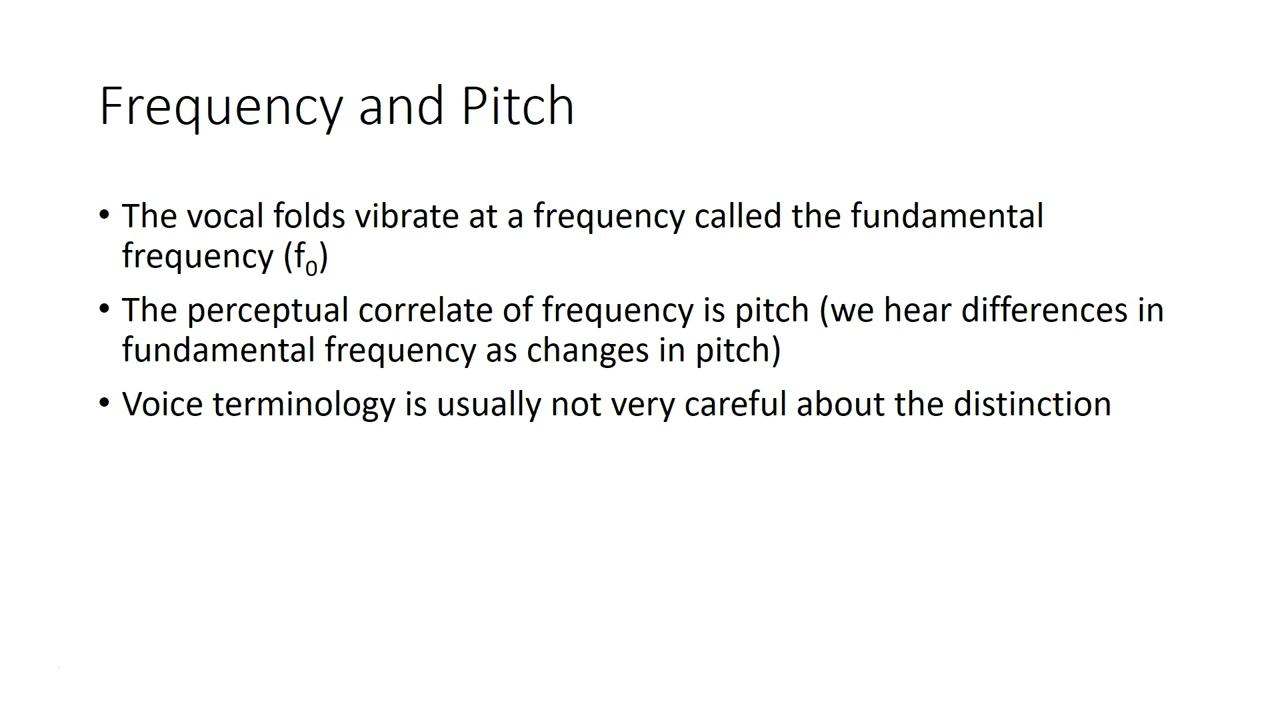 Frequency and Pitch
• The vocal folds vibrate at a frequency called the fundamental
frequency (f₀)
• The perceptual correlate of frequency is pitch (we hear differences in
fundamental frequency as changes in pitch)
• Voice terminology is usually not very careful about the distinction